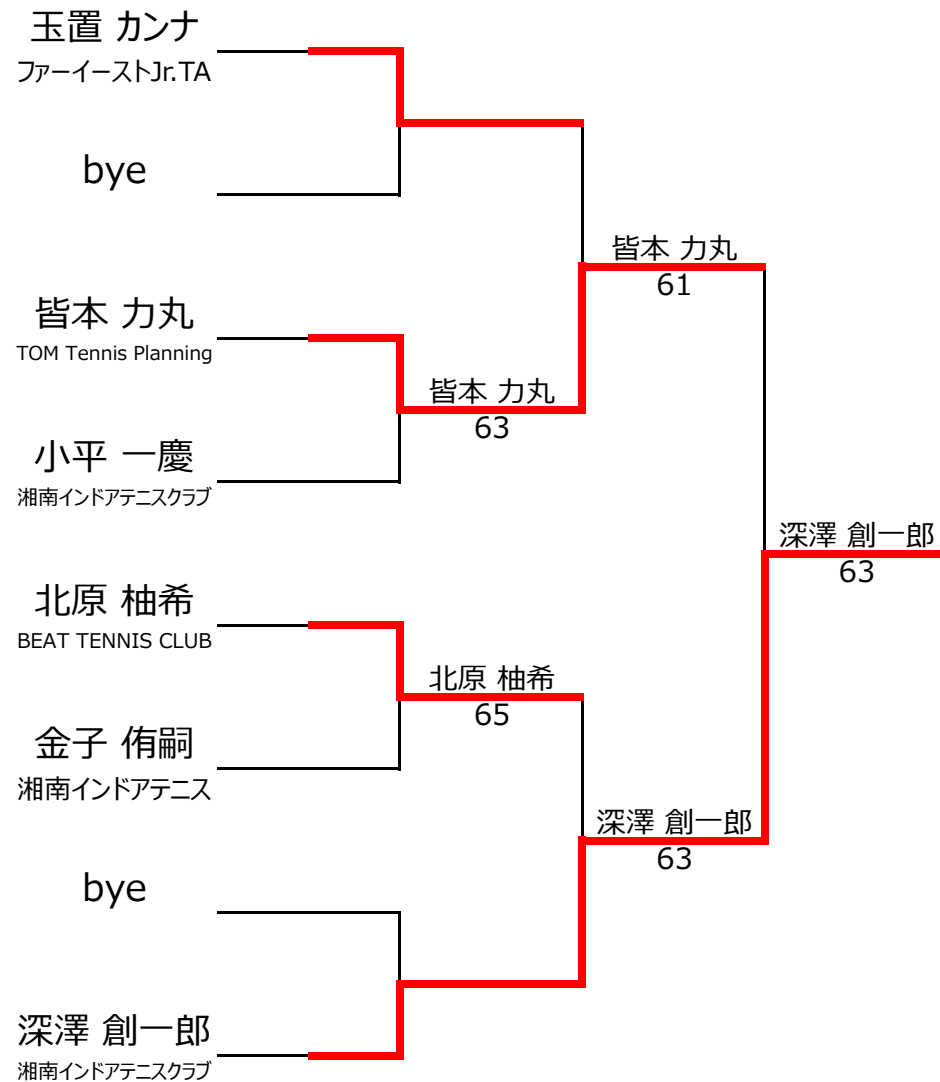 玉置 カンナ
ファーイーストJr.TA
bye
皆本 力丸
61
皆本 力丸
TOM Tennis Planning
皆本 力丸
63
小平 一慶
湘南インドアテニスクラブ
深澤 創一郎
63
北原 柚希
BEAT TENNIS CLUB
北原 柚希
65
金子 侑嗣
湘南インドアテニス
深澤 創一郎
63
bye
深澤 創一郎
湘南インドアテニスクラブ